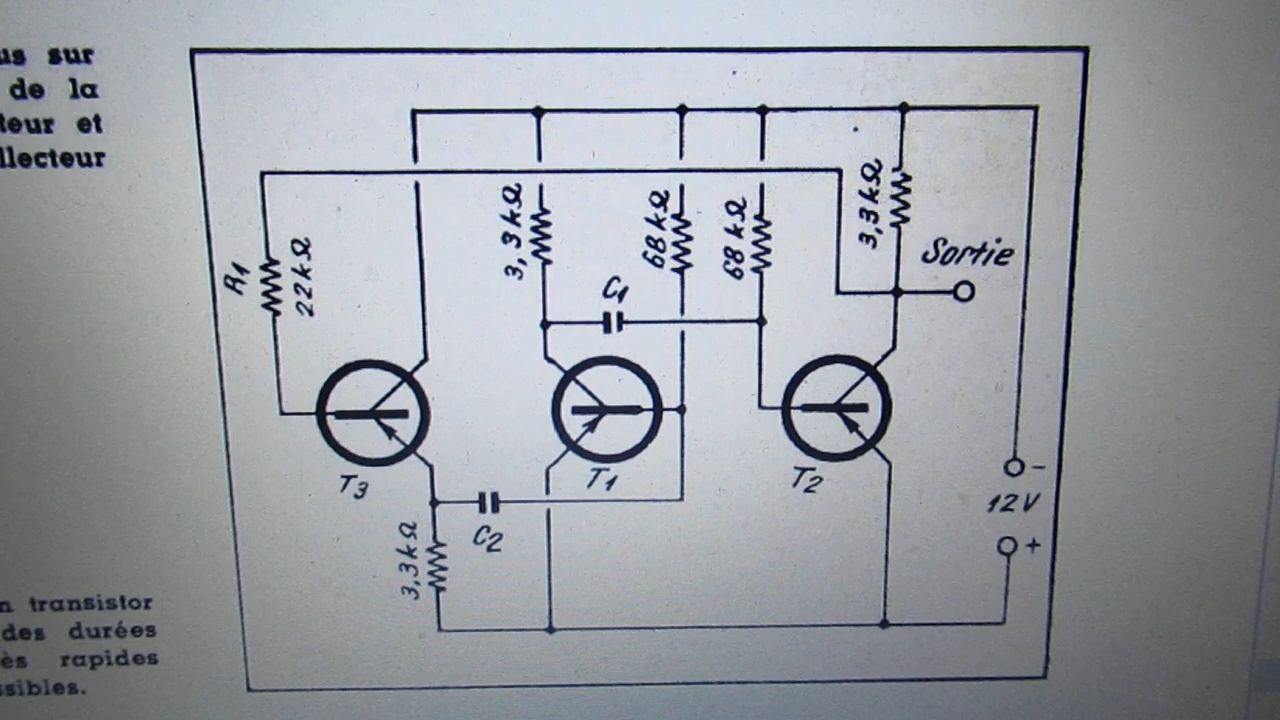 us sur
de la
teur et
llecteur
R1
22 kΩ
3,3 kΩ
68 kΩ
68 kΩ
3,3 kΩ
Sortie
C1
T3
T1
T2
C2
3,3 kΩ
-
12 V
+
n transistor
des durées
ès rapides
ssibles.